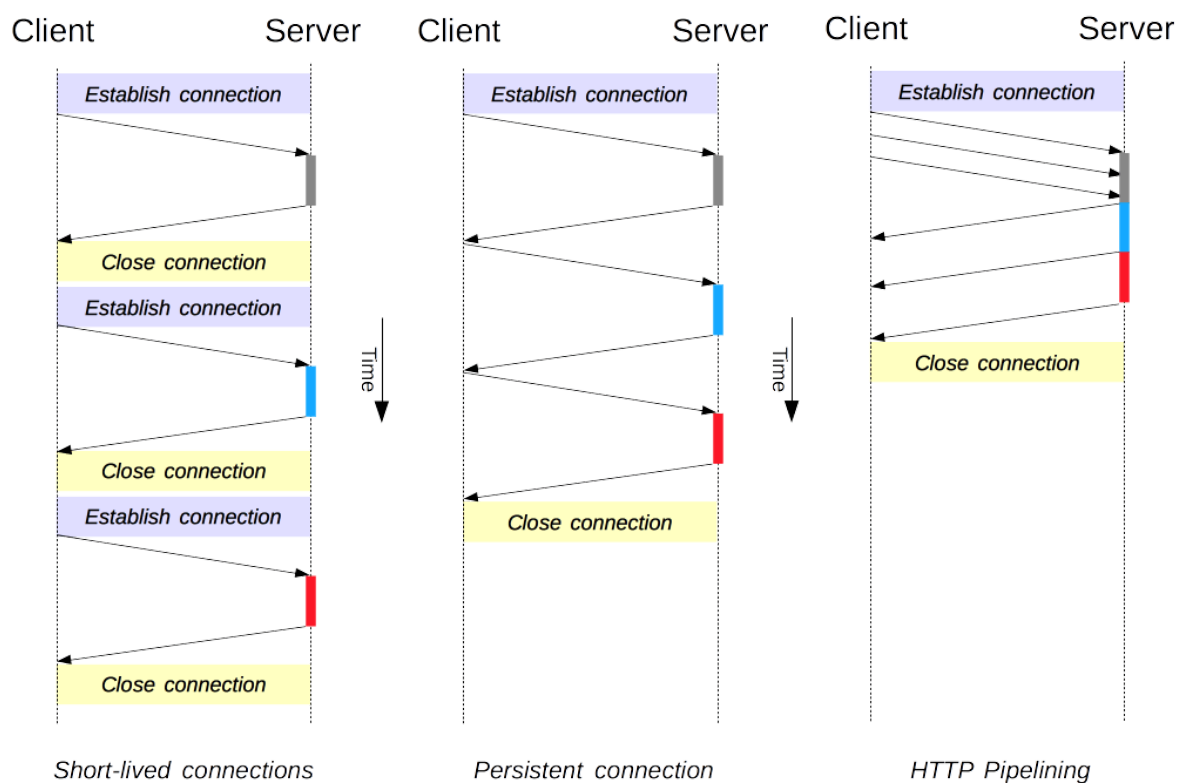 Client Server Client Server Client Server
Establish connection Establish connection Establish connection
Close connection
Establish connection
Time Time
Close connection
Close connection
Establish connection
Close connection
Close connection
Short-lived connections Persistent connection HTTP Pipelining